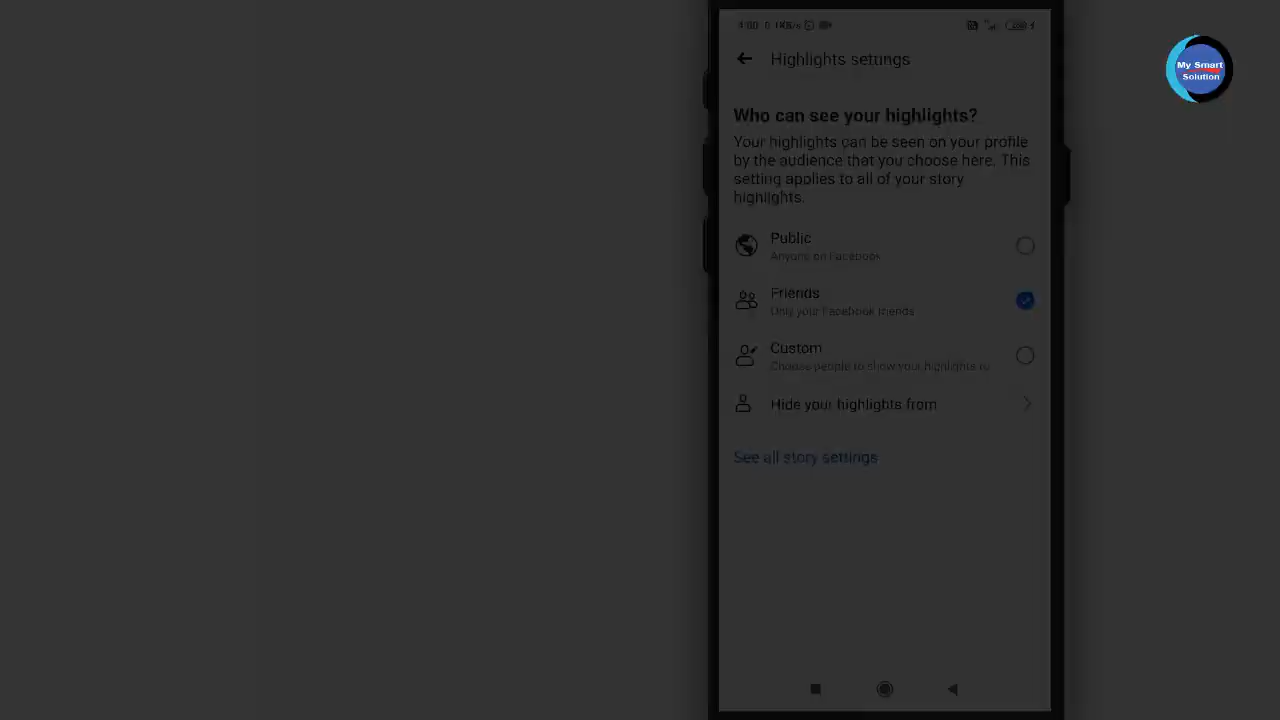 My Smart
Solution
Highlights settings
Who can see your highlights?
Your highlights can be seen on your profile
by the audience that you choose here. This
setting applies to all of your story
highlights.
Public
Anyone on Facebook
Friends
Only your Facebook friends
Custom
Choose people to show your highlights to
Hide your highlights from
See all story settings